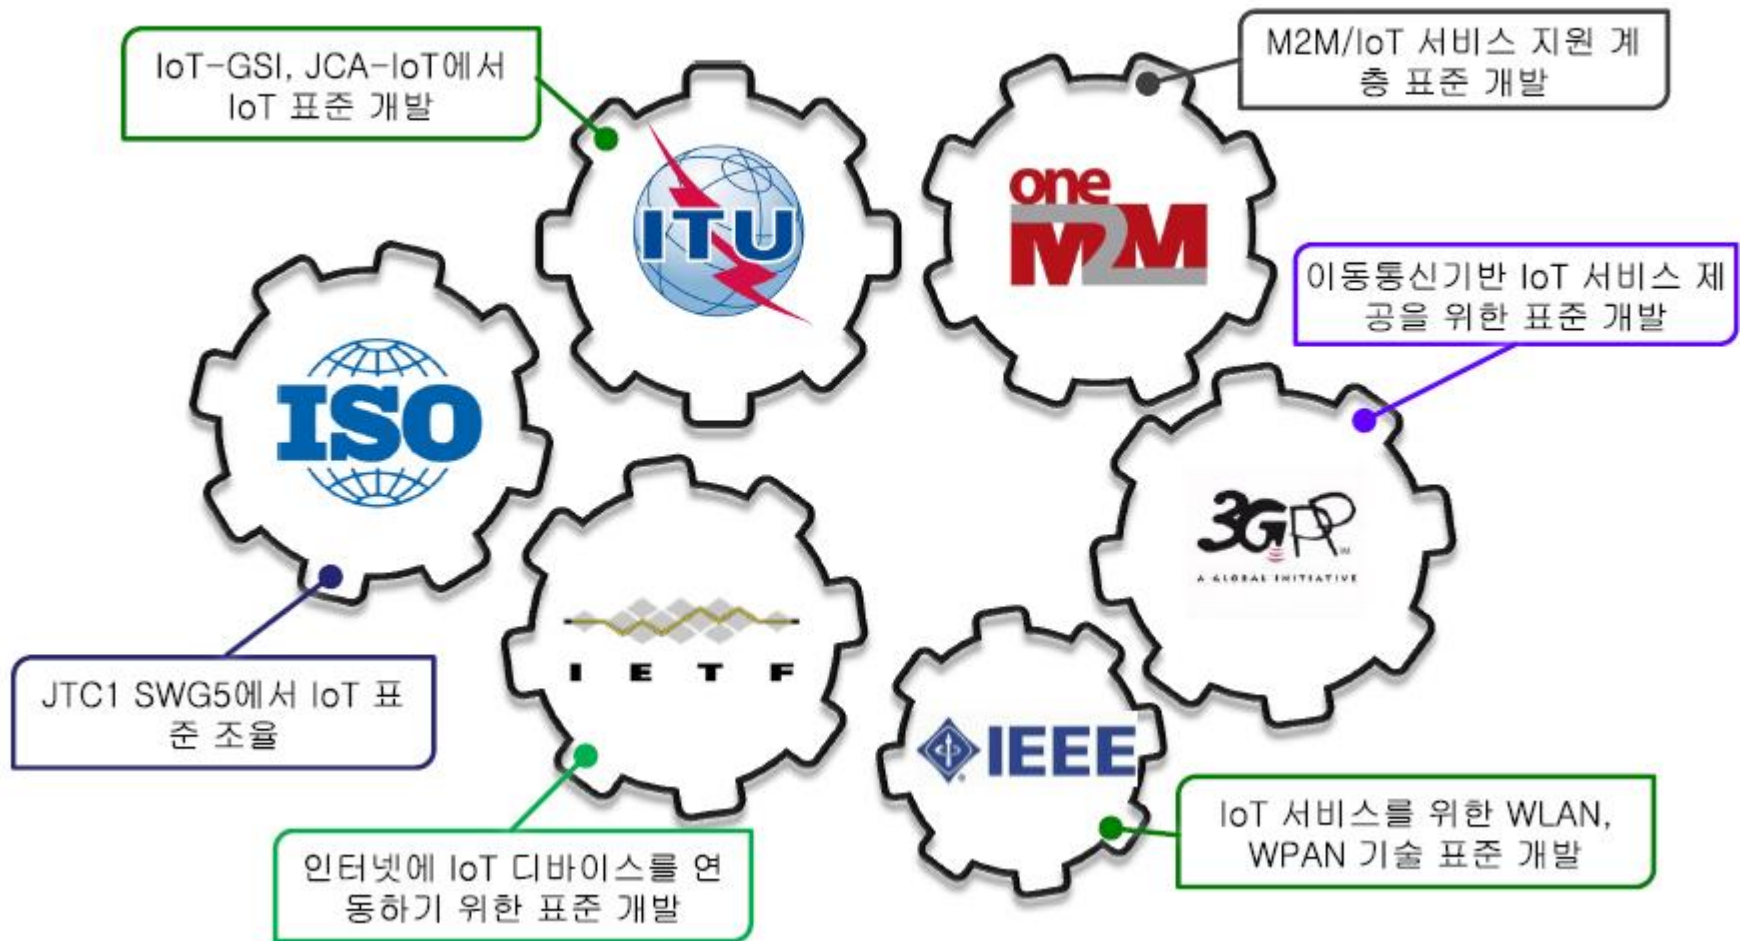 IoT-GSI, JCA-IoT에서
IoT 표준 개발
M2M/IoT 서비스 지원 계
층 표준 개발
ITU
one
M2M
이동통신기반 IoT 서비스 제
공을 위한 표준 개발
ISO
3GPP
A GLOBAL INITIATIVE
IETF
JTC1 SWG5에서 IoT 표
준 조율
IEEE
IoT 서비스를 위한 WLAN,
WPAN 기술 표준 개발
인터넷에 IoT 디바이스를 연
동하기 위한 표준 개발